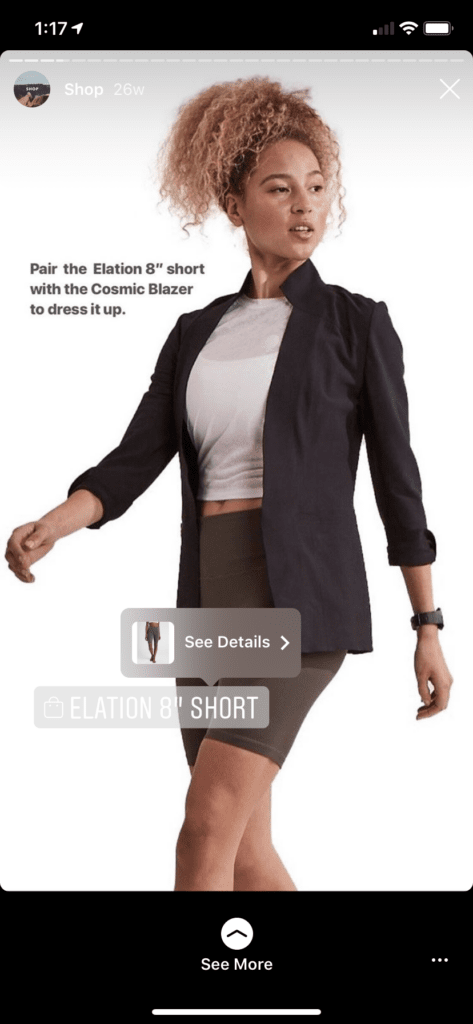 1:17
SHOP
Shop 26w
Pair the Elation 8” short
with the Cosmic Blazer
to dress it up.
See Details
ELATION 8" SHORT
See More